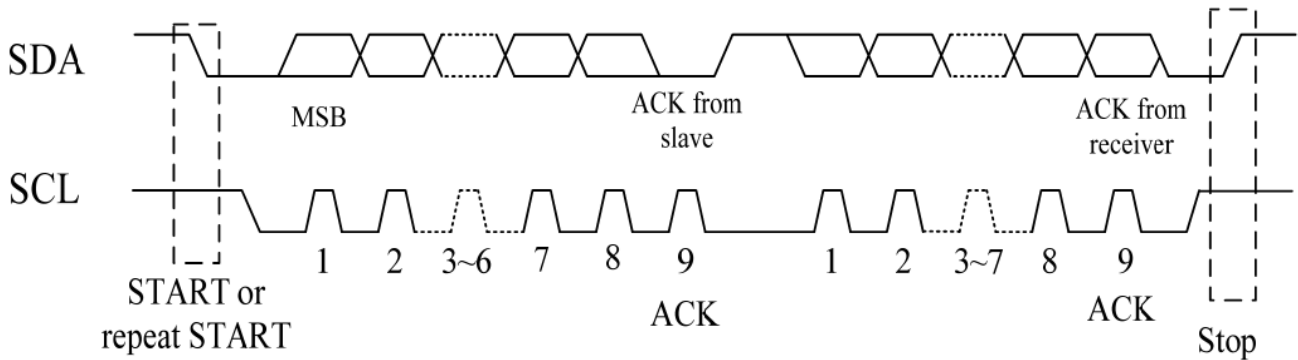 SDA
MSB
ACK from
slave
ACK from
receiver
SCL
1 2 3~6 7 8 9 1 2 3~7 8 9
START or
repeat START
ACK
ACK
Stop